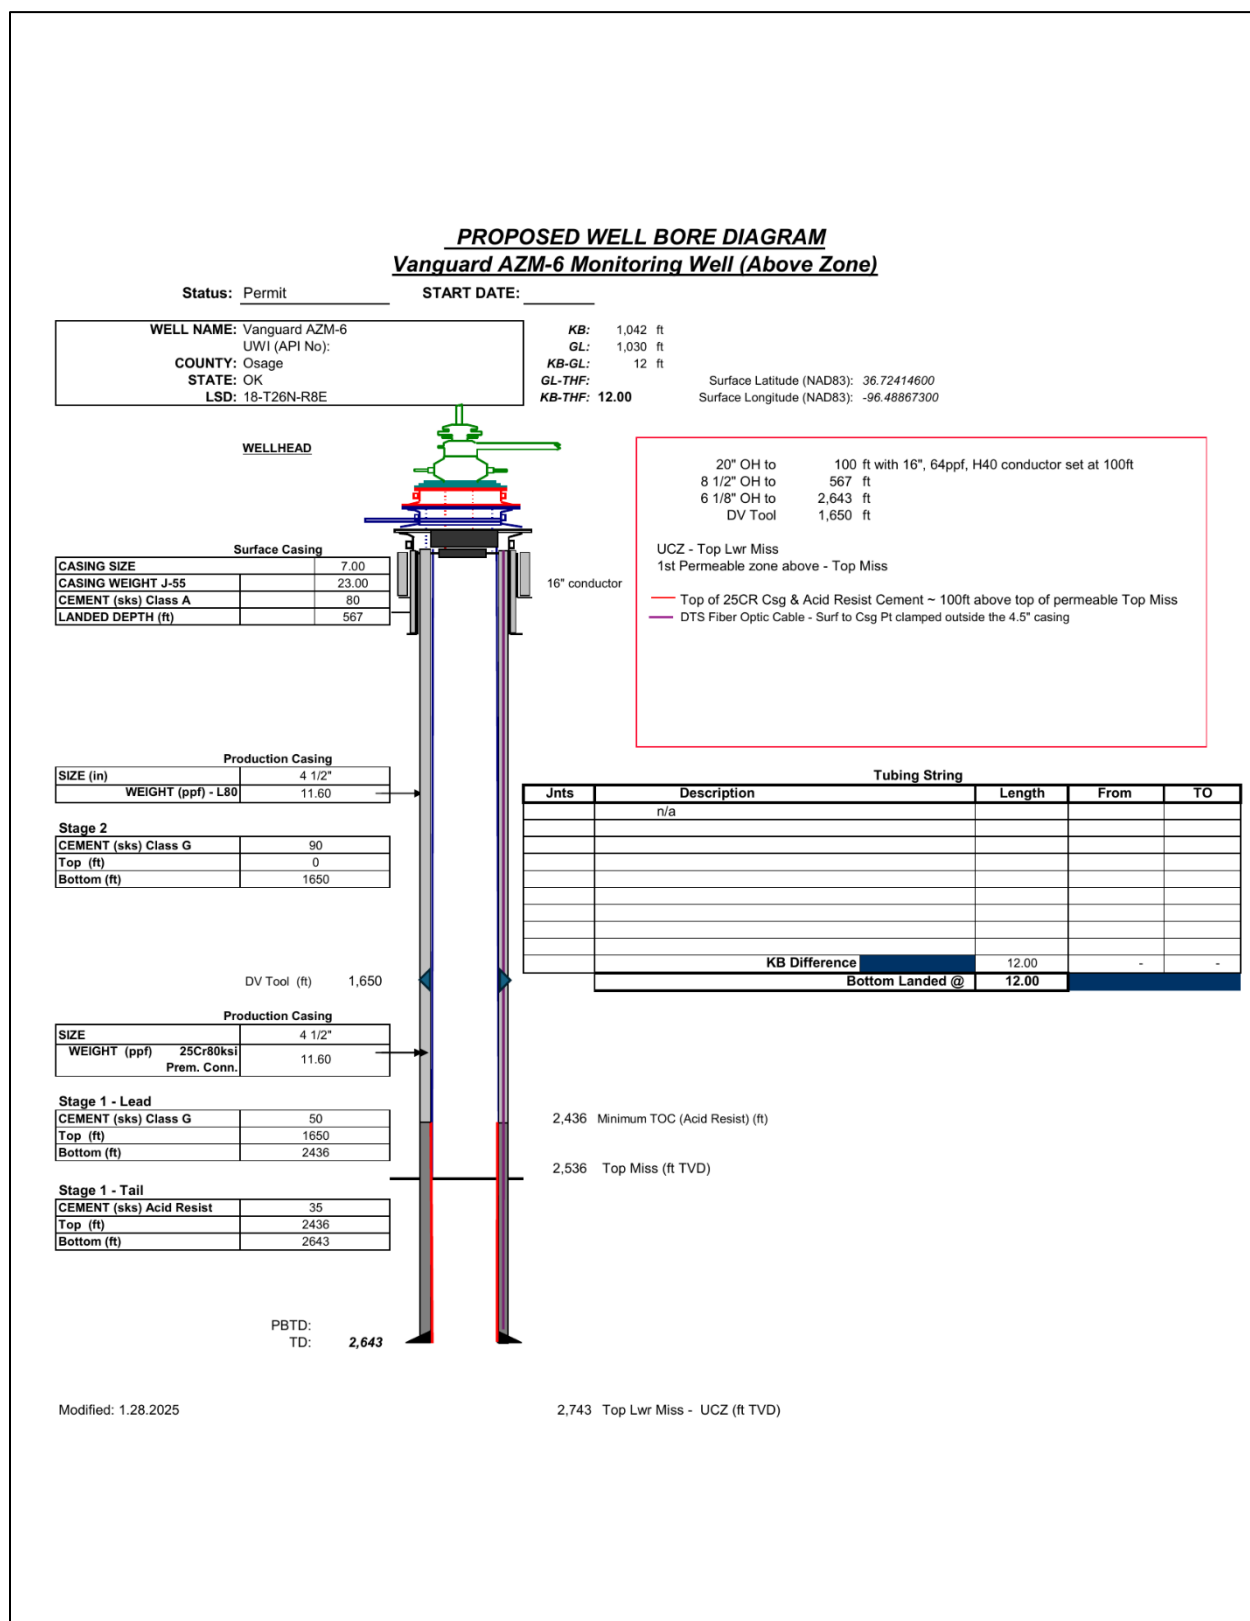 PROPOSED WELL BORE DIAGRAM
Vanguard AZM-6 Monitoring Well (Above Zone)
Status: Permit START DATE:
WELL NAME: Vanguard AZM-6
UWI (API No):
COUNTY: Osage
STATE: OK
LSD: 18-T26N-R8E
KB: 1,042 ft
GL: 1,030 ft
KB-GL: 12 ft
GL-THF:
KB-THF: 12.00
Surface Latitude (NAD83): 36.72414600
Surface Longitude (NAD83): -96.48867300
WELLHEAD
20" OH to 100 ft with 16", 64ppf, H40 conductor set at 100ft
8 1/2" OH to 567 ft
6 1/8" OH to 2,643 ft
DV Tool 1,650 ft
UCZ - Top Lwr Miss
1st Permeable zone above - Top Miss
Top of 25CR Csg & Acid Resist Cement ~ 100ft above top of permeable Top Miss
DTS Fiber Optic Cable - Surf to Csg Pt clamped outside the 4.5" casing
Surface Casing
CASING SIZE 7.00
CASING WEIGHT J-55 23.00
CEMENT (sks) Class A 80
LANDED DEPTH (ft) 567
16" conductor
Production Casing
SIZE (in) 4 1/2"
WEIGHT (ppf) - L80 11.60
Stage 2
CEMENT (sks) Class G 90
Top (ft) 0
Bottom (ft) 1650
Tubing String
Jnts Description Length From TO
n/a
KB Difference 12.00 - -
Bottom Landed @ 12.00
DV Tool (ft) 1,650
Production Casing
SIZE 4 1/2"
WEIGHT (ppf) 25Cr80ksi 11.60
Prem. Conn.
Stage 1 - Lead
CEMENT (sks) Class G 50
Top (ft) 1650
Bottom (ft) 2436
2,436 Minimum TOC (Acid Resist) (ft)
2,536 Top Miss (ft TVD)
Stage 1 - Tail
CEMENT (sks) Acid Resist 35
Top (ft) 2436
Bottom (ft) 2643
PBTD:
TD: 2,643
Modified: 1.28.2025
2,743 Top Lwr Miss - UCZ (ft TVD)